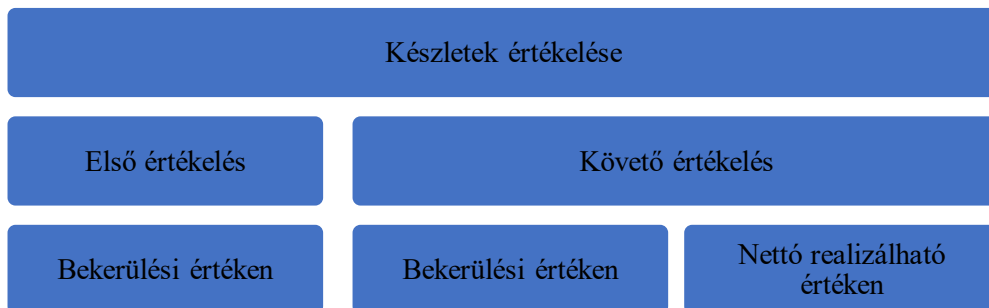 Készletek értékelése
Első értékelés
Követő értékelés
Bekerülési értéken
Bekerülési értéken
Nettó realizálható
értéken